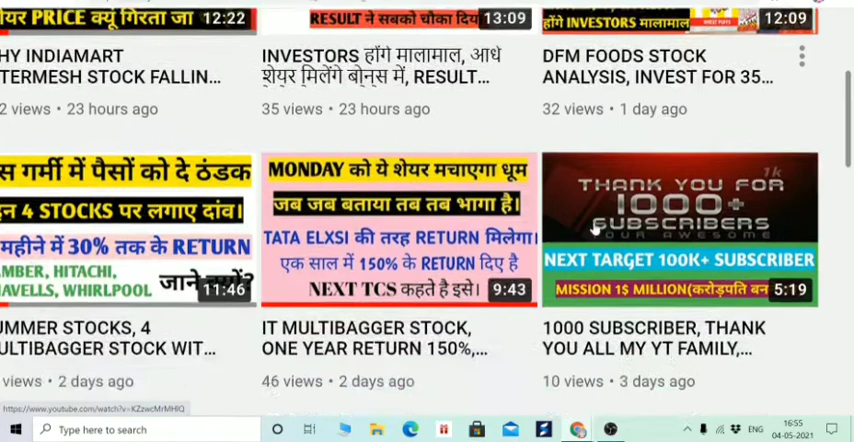 यर PRICE क्यूं गिरता जा
12:22
RESULT ने सबको चौका दिय
13:09
होंगे INVESTORS मालामाल
12:09
HY INDIAMART
TERMESH STOCK FALLIN...
2 views • 23 hours ago
INVESTORS होंगे मालामाल, आधे
शेयर मिलेंगे बोनस में, RESULT...
35 views • 23 hours ago
DFM FOODS STOCK
ANALYSIS, INVEST FOR 35...
32 views • 1 day ago
स गर्मी में पैसों को दे ठंडक
न 4 STOCKS पर लगाए दांव।
महीने में 30% तक के RETURN
MBER, HITACHI,
AVELLS, WHIRLPOOL
जाने
11:46
MONDAY को ये शेयर मचाएगा धूम
जब जब बताया तब तब भागा है।
TATA ELXSI की तरह RETURN मिलेगा।
एक साल में 150% के RETURN दिए है
NEXT TCS कहते है इसे।
9:43
1k
THANK YOU FOR
1000+
SUBSCRIBERS
OUR AWESOME
NEXT TARGET 100K+ SUBSCRIBER
MISSION 1$ MILLION(करोड़पति बन
5:19
UMMER STOCKS, 4
ULTIBAGGER STOCK WIT...
views • 2 days ago
IT MULTIBAGGER STOCK,
ONE YEAR RETURN 150%,...
46 views • 2 days ago
1000 SUBSCRIBER, THANK
YOU ALL MY YT FAMILY,...
10 views • 3 days ago
https://www.youtube.com/watch?v=KZzwcMrMHIQ
Type here to search
ENG
16:55
04-05-2021